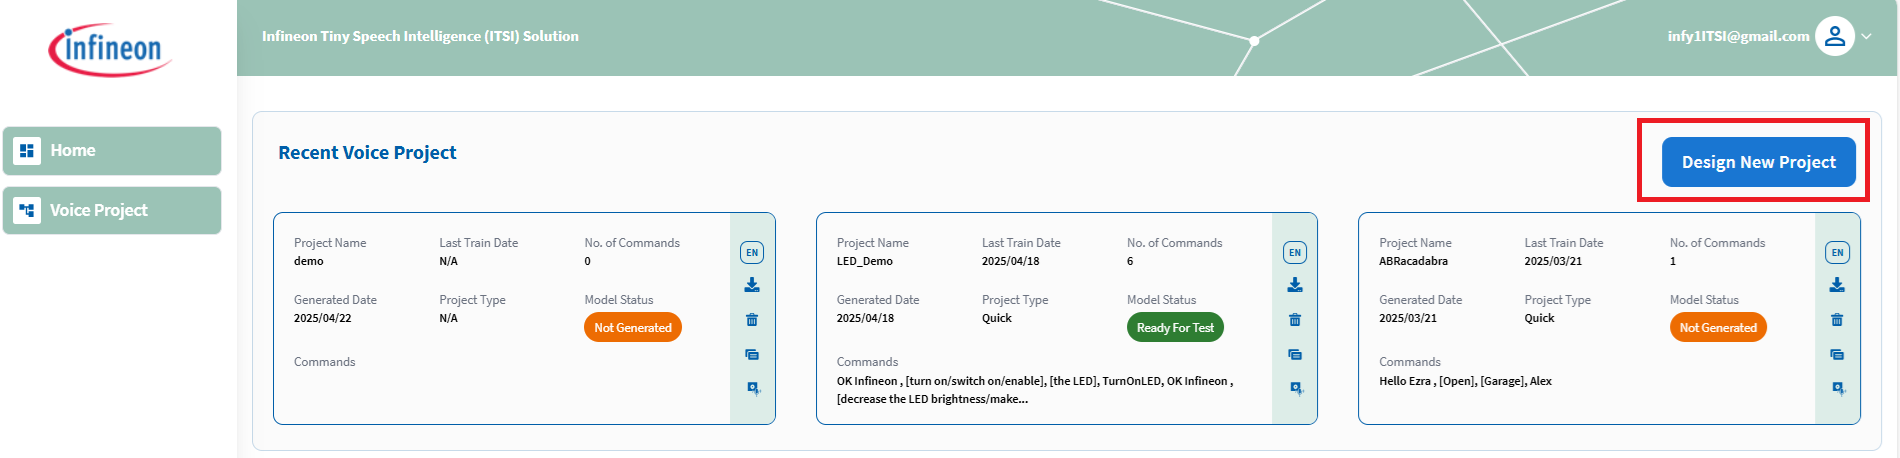 infineon
Infineon Tiny Speech Intelligence (ITSI) Solution
infy1ITSI@gmail.com
Home
Voice Project
Recent Voice Project
Design New Project
Project Name
demo
Last Train Date
N/A
No. of Commands
0
EN
Generated Date
2025/04/22
Project Type
N/A
Model Status
Not Generated
Commands
Project Name
LED_Demo
Last Train Date
2025/04/18
No. of Commands
6
EN
Generated Date
2025/04/18
Project Type
Quick
Model Status
Ready For Test
Commands
OK Infineon , [turn on/switch on/enable], [the LED], TurnOnLED, OK Infineon ,
[decrease the LED brightness/make...
Project Name
ABRacadabra
Last Train Date
2025/03/21
No. of Commands
1
EN
Generated Date
2025/03/21
Project Type
Quick
Model Status
Not Generated
Commands
Hello Ezra , [Open], [Garage], Alex